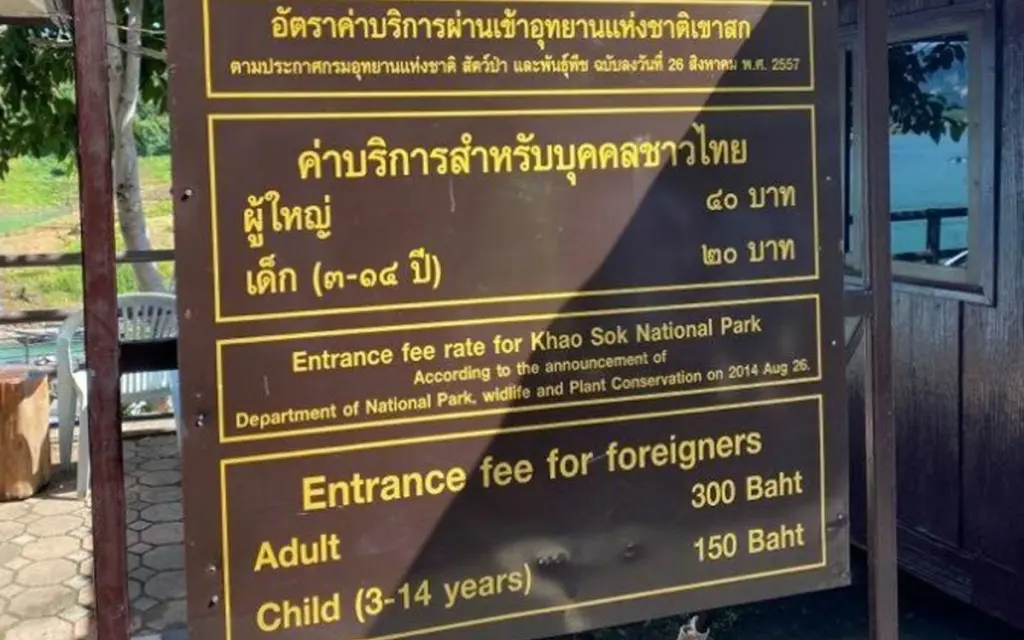 อัตราค่าบริการผ่านเข้าอุทยานแห่งชาติเขาสก
ตามประกาศกรมอุทยานแห่งชาติ สัตว์ป่า และพันธุ์พืช ฉบับลงวันที่ 26 สิงหาคม พ.ศ. 2557
ค่าบริการสำหรับบุคคลชาวไทย
ผู้ใหญ่ ๔๐ บาท
เด็ก (๓-๑๔ ปี) ๒๐ บาท
Entrance fee rate for Khao Sok National Park
According to the announcement of
Department of National Park, widlife and Plant Conservation on 2014 Aug 26.
Entrance fee for foreigners
Adult 300 Baht
Child (3-14 years) 150 Baht